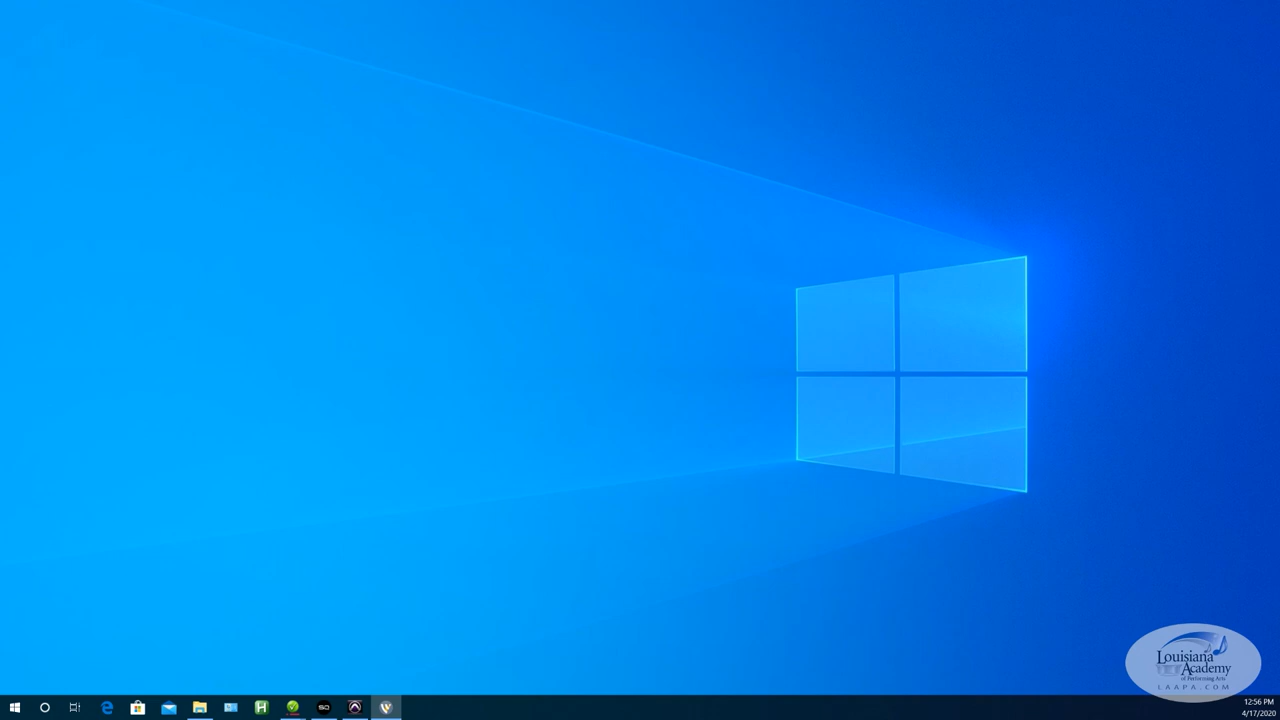 Louisiana
Academy
of Performing Arts
LAAPA.COM
12:56 PM
4/17/2020